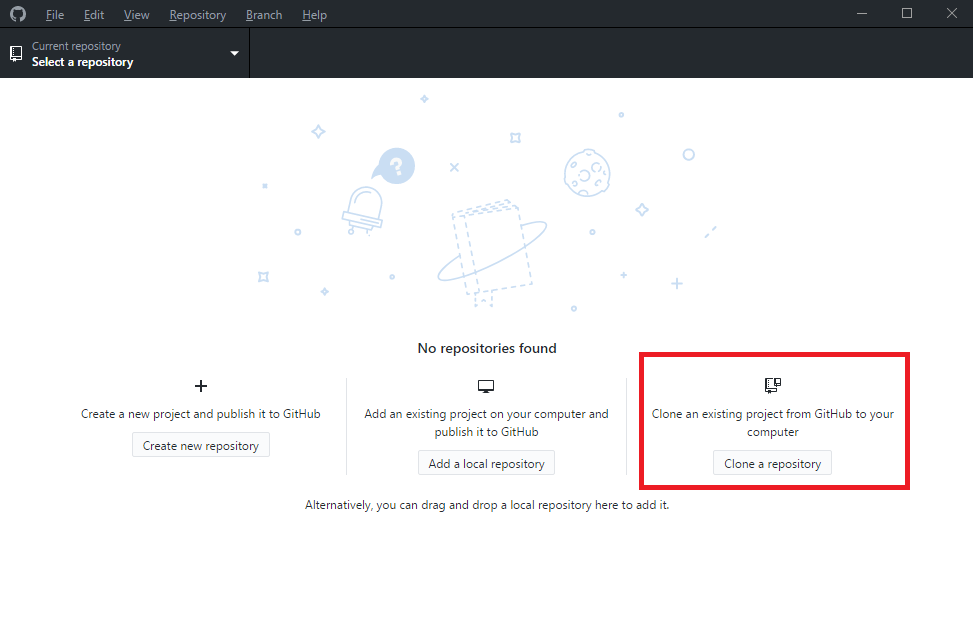 File Edit View Repository Branch Help
Current repository
Select a repository
?
No repositories found
Create a new project and publish it to GitHub
Create new repository
Add an existing project on your computer and
publish it to GitHub
Add a local repository
Clone an existing project from GitHub to your
computer
Clone a repository
Alternatively, you can drag and drop a local repository here to add it.